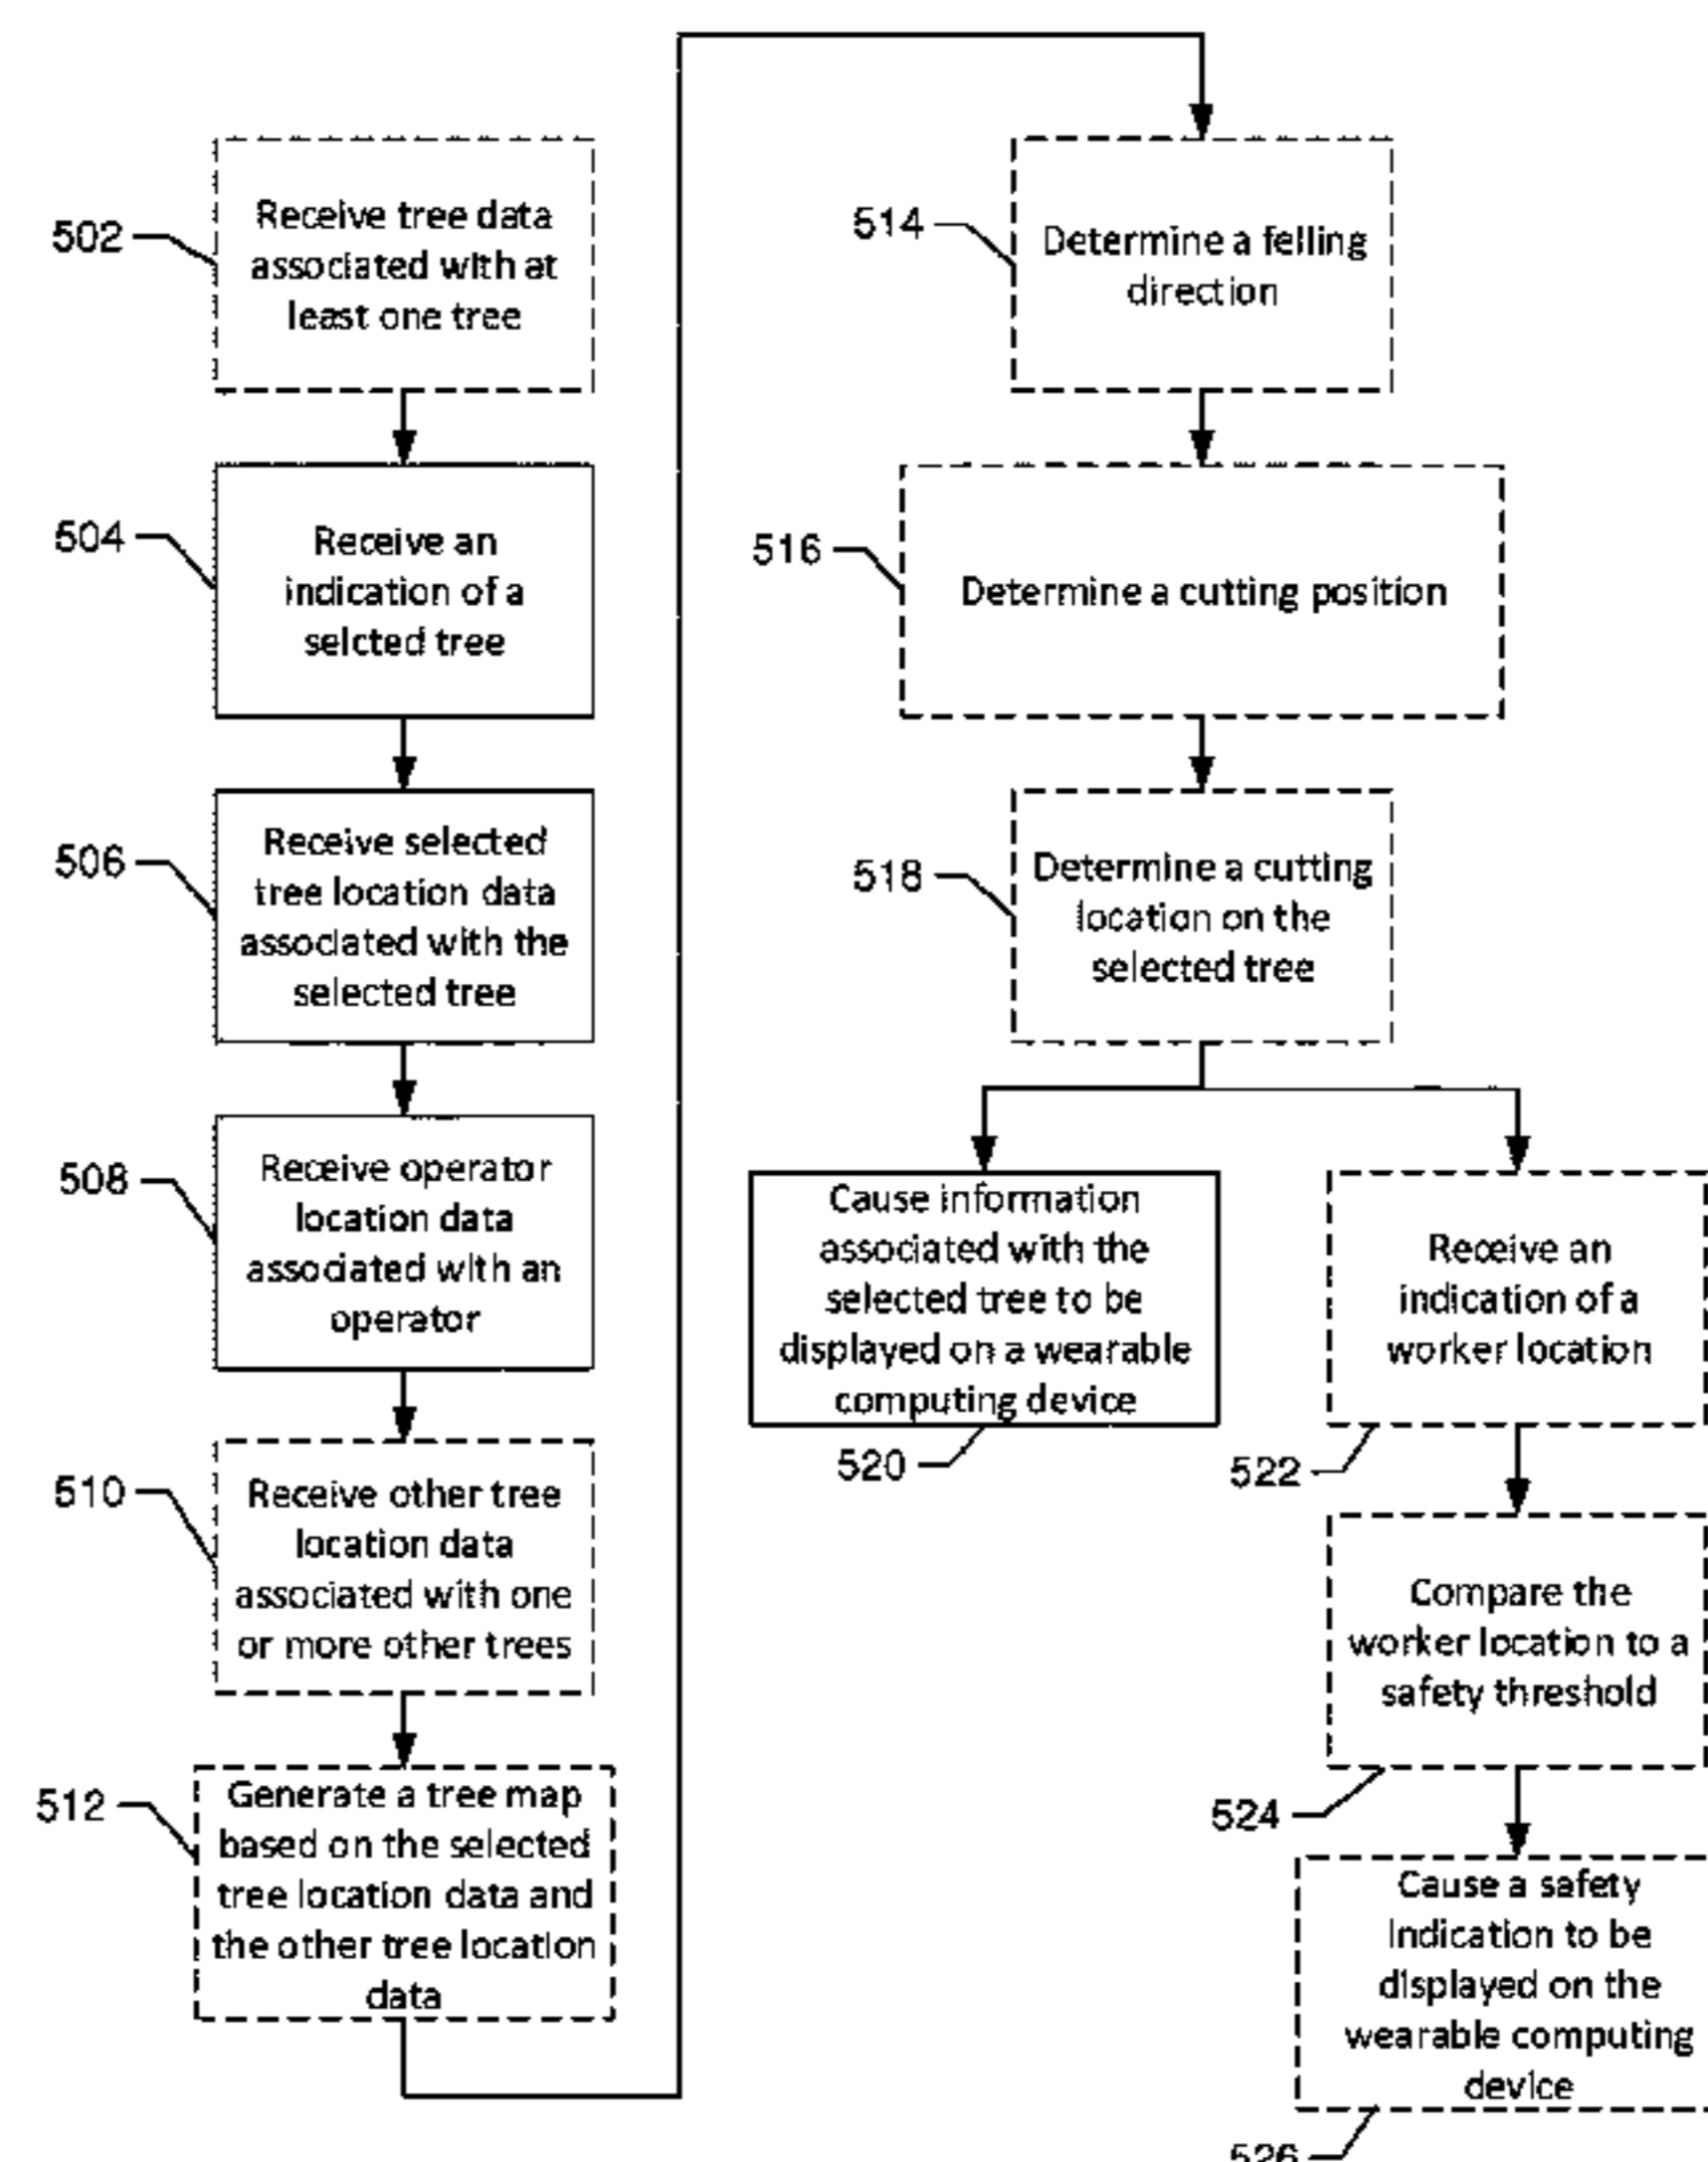 502
Receive tree data
associated with at
least one tree
504
Receive an
indication of a
selcted tree
506
Receive selected
tree location data
associated with the
selected tree
508
Receive operator
location data
associated with an
operator
510
Receive other tree
location data
associated with one
or more other trees
512
Generate a tree map
based on the selected
tree location data and
the other tree location
data
514
Determine a felling
direction
516
Determine a cutting position
518
Determine a cutting
location on the
selected tree
Cause information
associated with the
selected tree to be
displayed on a wearable
computing device
520
Receive an
indication of a
worker location
522
Compare the
worker location to a
safety threshold
524
Cause a safety
indication to be
displayed on the
wearable computing
device
526